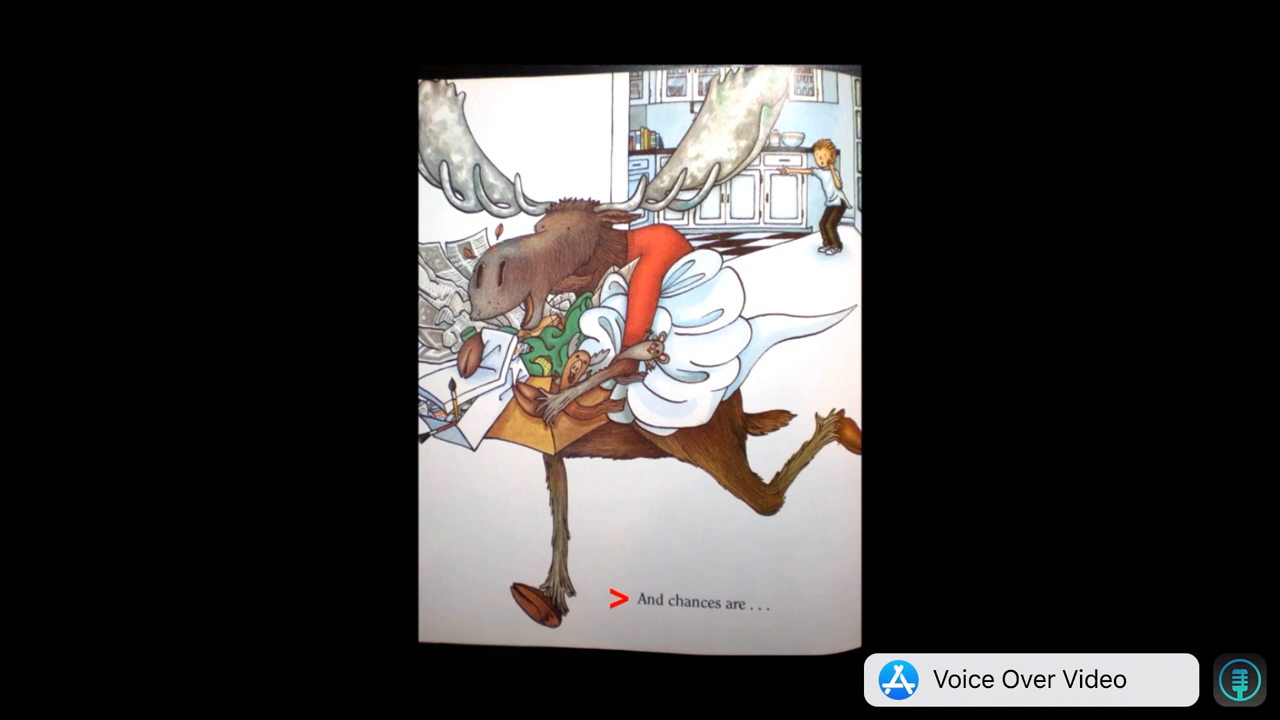 > And chances are . . .
Voice Over Video